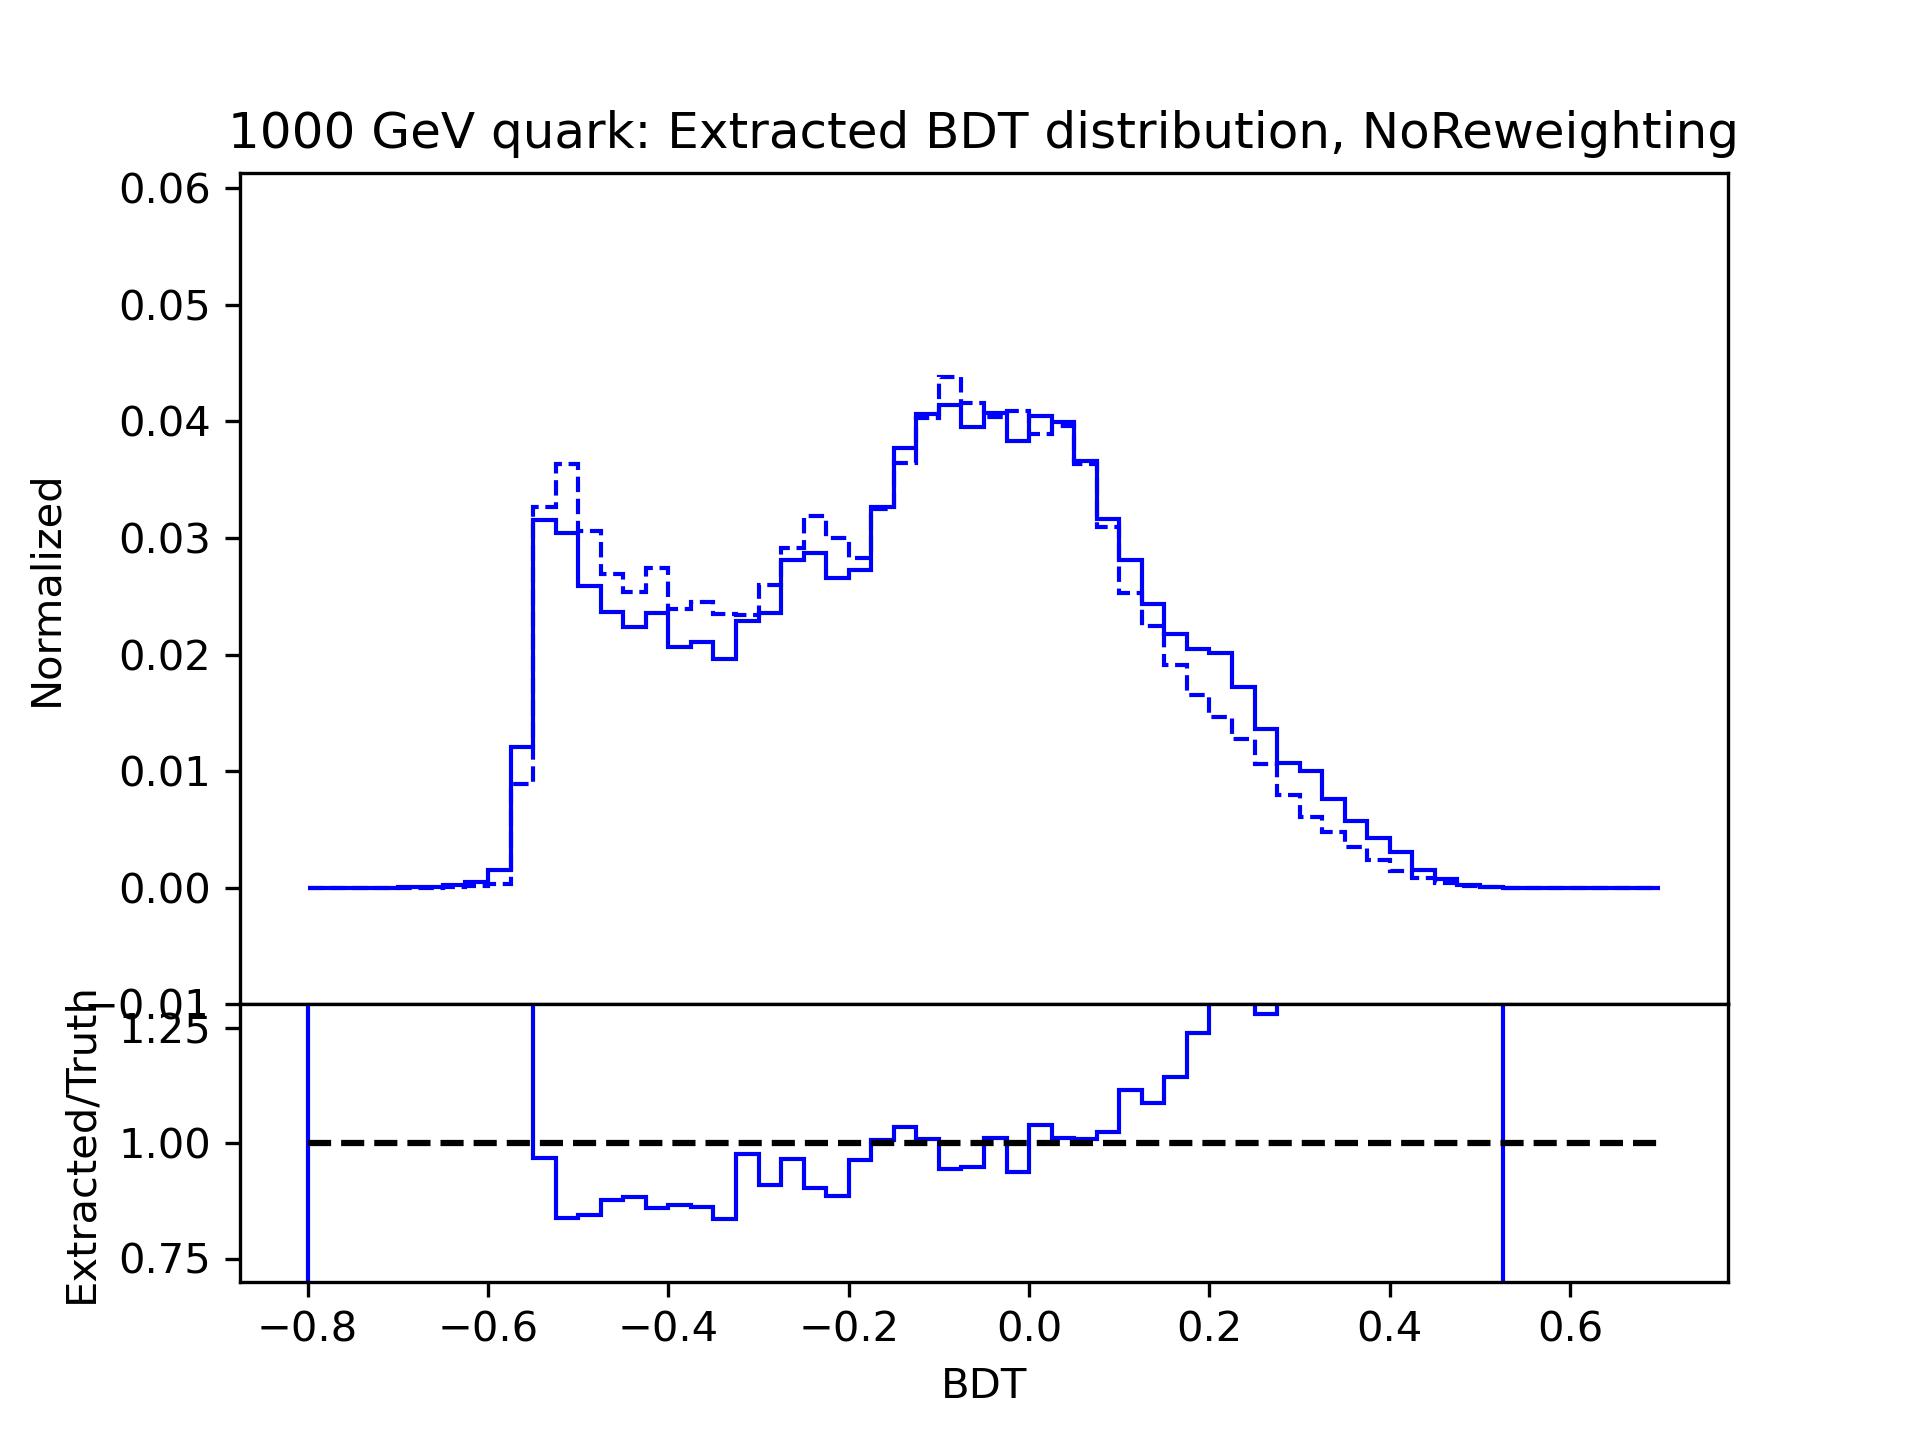 1000 GeV quark: Extracted BDT distribution, NoReweighting
0.06
0.05
0.04
0.03
0.02
0.01
0.00
−0.01
Normalized
1.25
1.00
0.75
Extracted/Truth
−0.8 −0.6 −0.4 −0.2 0.0 0.2 0.4 0.6
BDT